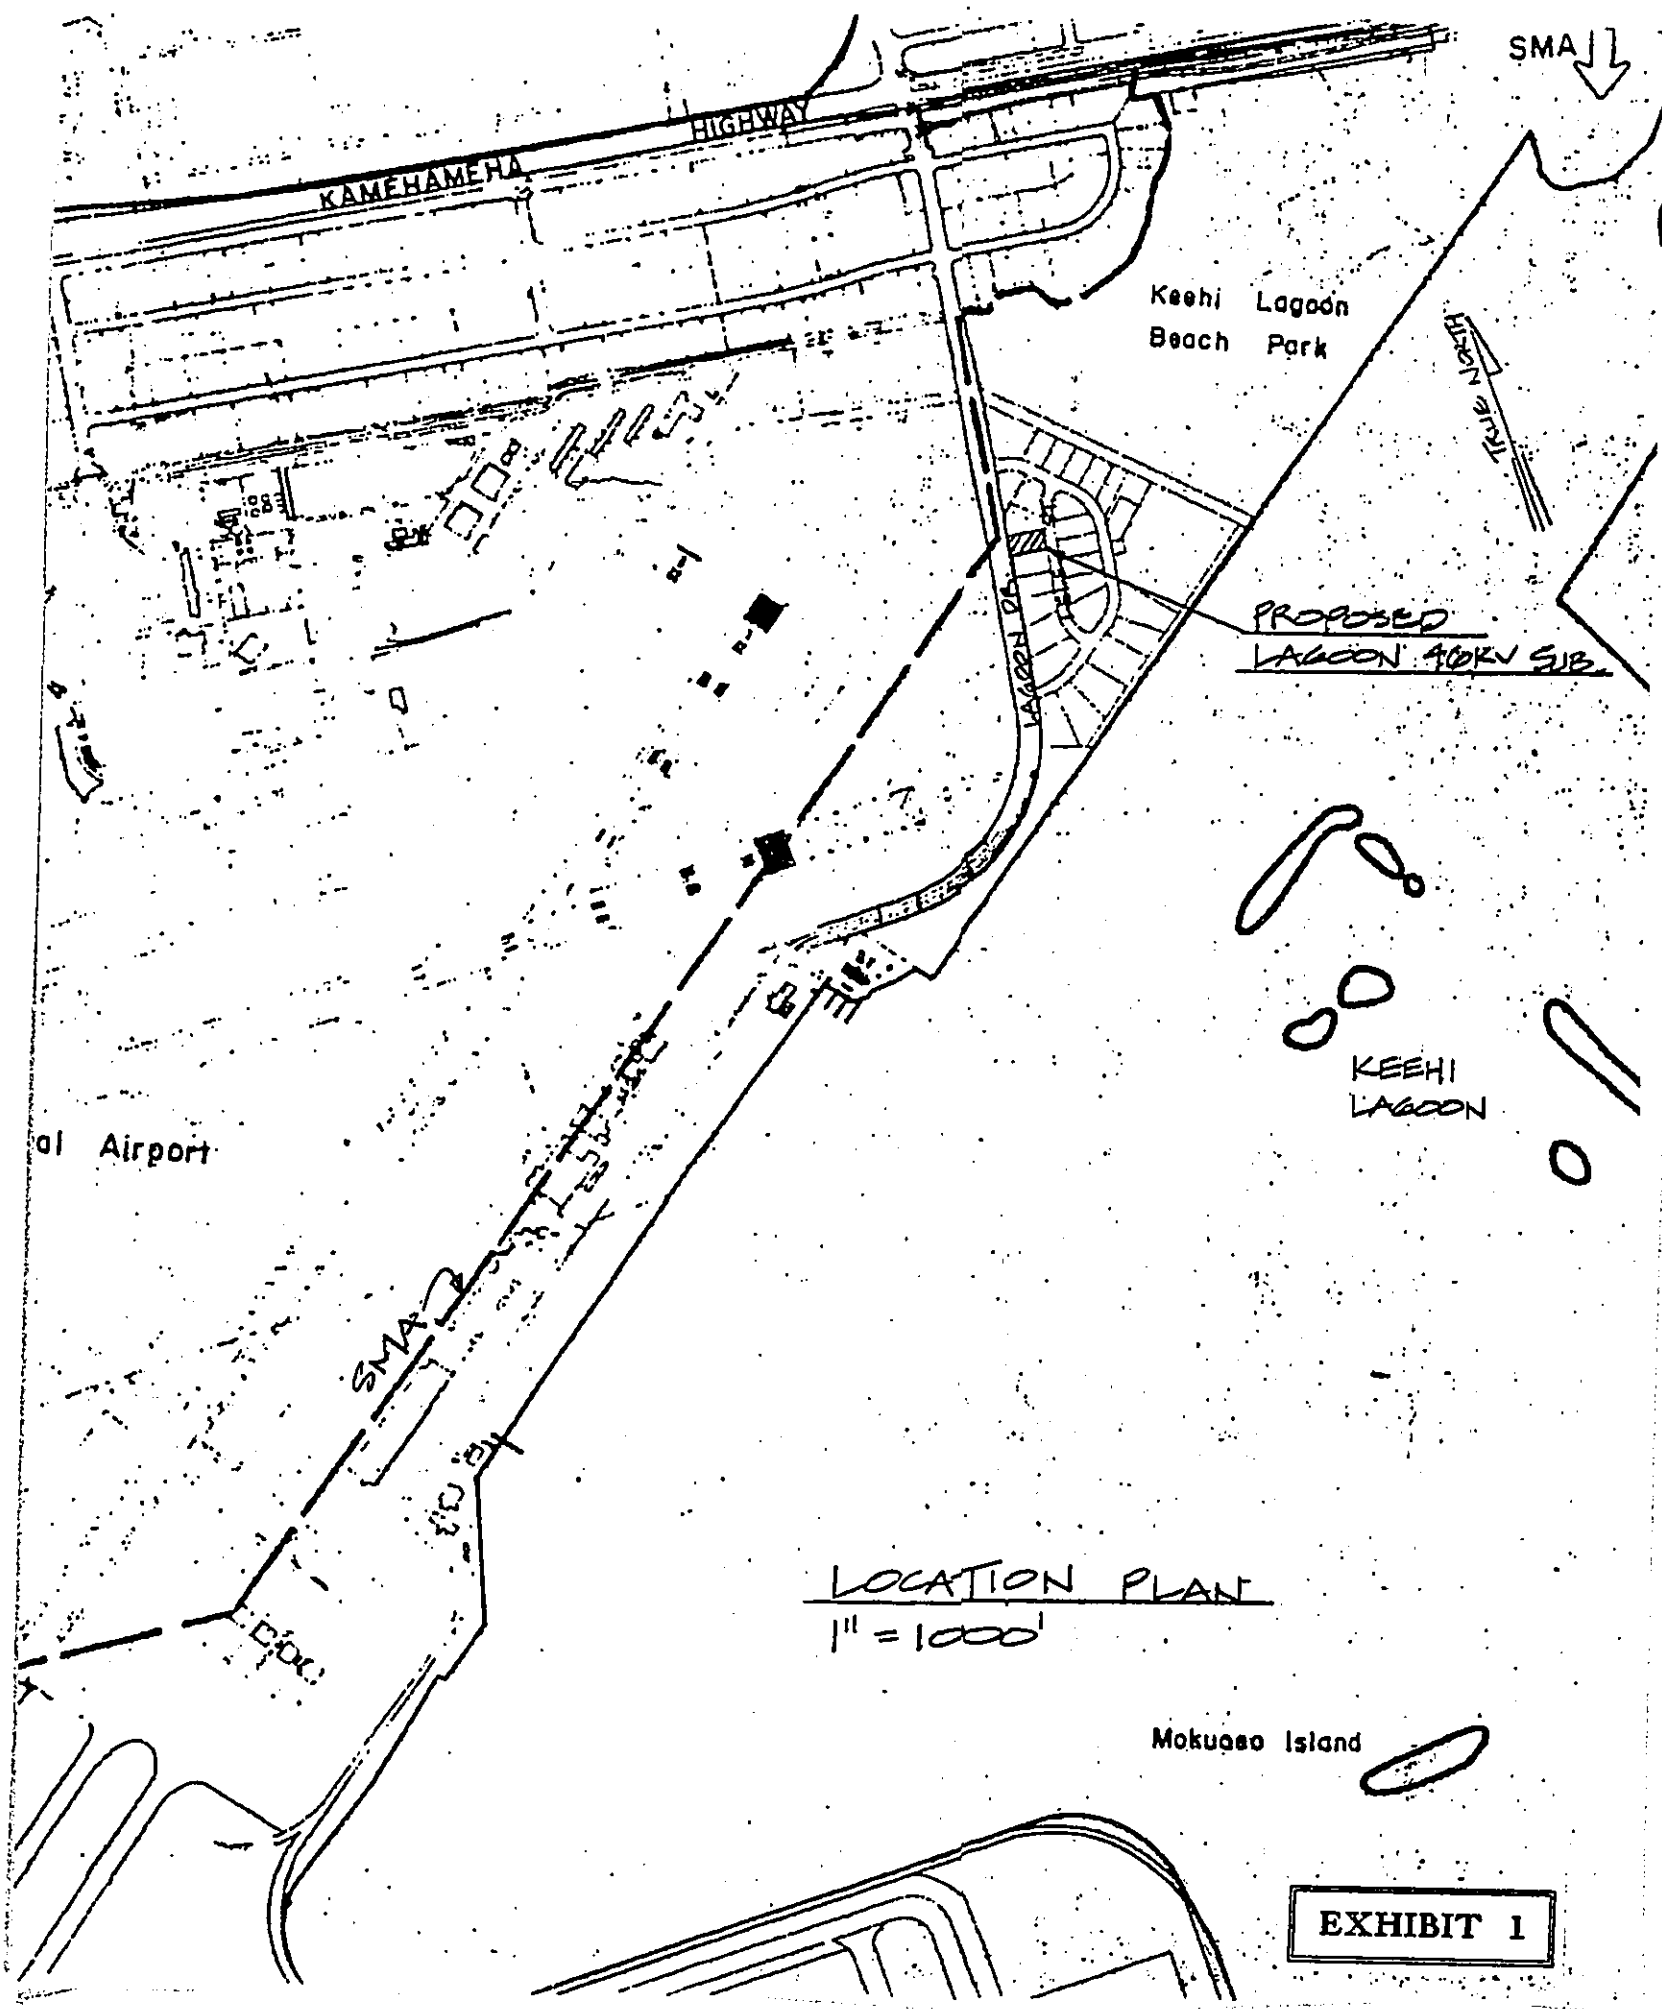 SMA
HIGHWAY
KAMEHAMEHA
Keehi Lagoon
Beach Park
TRUE NORTH
PROPOSED
LAGOON 46KV SUB
LAGOON DR
KEEHI
LAGOON
al Airport
SMA
LOCATION PLAN
1" = 1000'
Mokuoeo Island
EXHIBIT 1